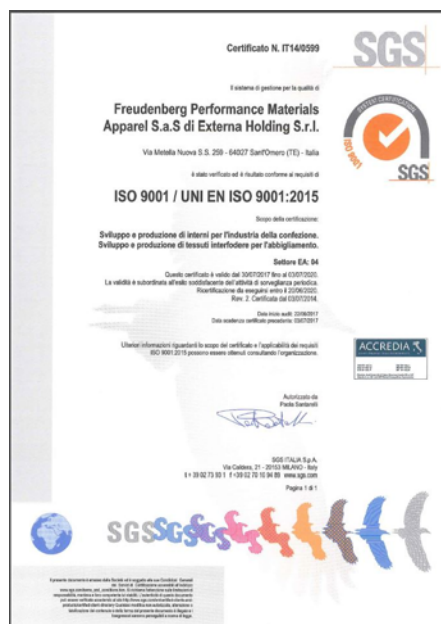 Certificato N. IT14/0599
SGS
Il sistema di gestione per la qualità di
Freudenberg Performance Materials
Apparel S.a.S di Externa Holding S.r.l.
Via Metella Nuova S.S. 259 - 64027 Sant'Omero (TE) - Italia
SYSTEM CERTIFICATION
ISO 9001
SGS
è stato verificato ed è risultato conforme ai requisiti di
ISO 9001 / UNI EN ISO 9001:2015
Scopo della certificazione:
Sviluppo e produzione di interni per l'industria della confezione.
Sviluppo e produzione di tessuti interfodere per l'abbigliamento.
Settore EA: 04
Questo certificato è valido dal 30/07/2017 fino al 03/07/2020.
La validità è subordinata all'esito soddisfacente dell'attività di sorveglianza periodica.
Ricertificazione da eseguirsi entro il 20/06/2020.
Rev. 2. Certificata dal 03/07/2014.
Data inizio audit: 22/06/2017
Data scadenza certificato precedente: 03/07/2017
Ulteriori informazioni riguardanti lo scopo del certificato e l'applicabilità dei requisiti
ISO 9001:2015 possono essere ottenuti consultando l'organizzazione.
ACCREDIA
Autorizzato da
Paola Santarelli
SGS ITALIA S.p.A.
Via Caldera, 21 - 20153 MILANO - Italy
t + 39 02 73 93 1 f +39 02 70 10 94 89 www.sgs.com
Pagina 1 di 1
SGS SGS SGS